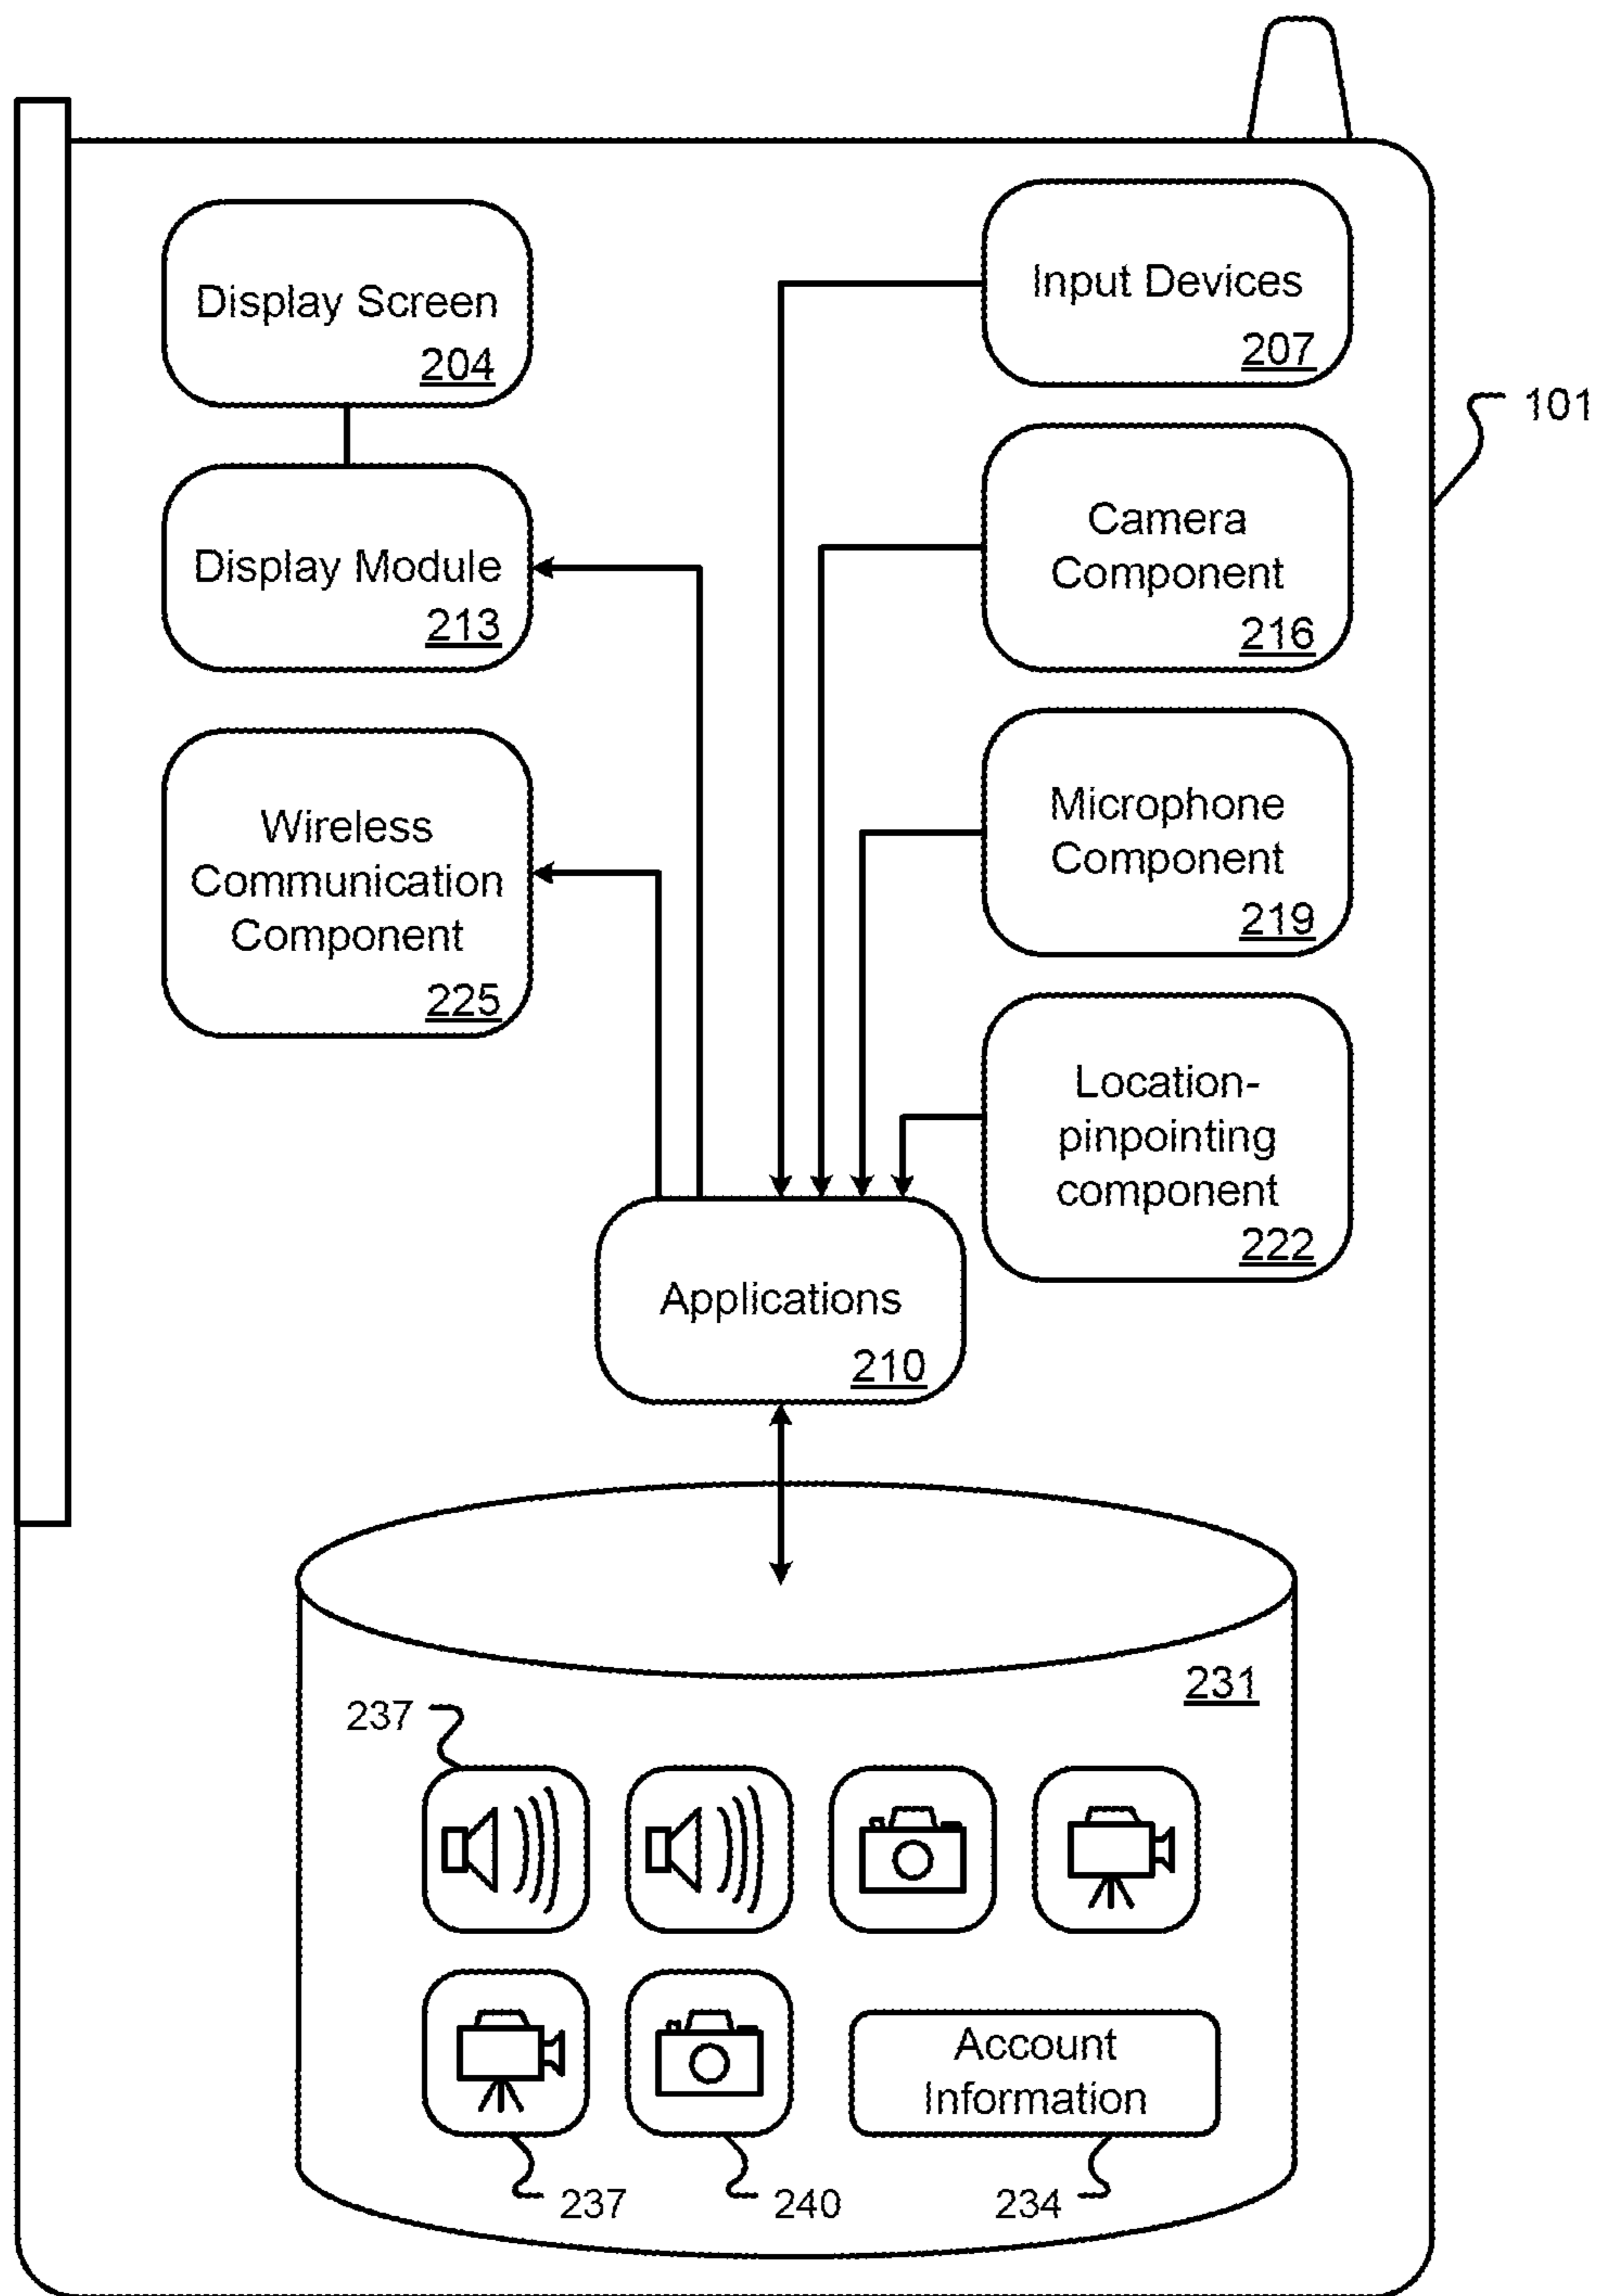 Display Screen
204
Input Devices
207
101
Display Module
213
Camera
Component
216
Wireless
Communication
Component
225
Microphone
Component
219
Location-
pinpointing
component
222
Applications
210
231
237
Account
Information
237
240
234